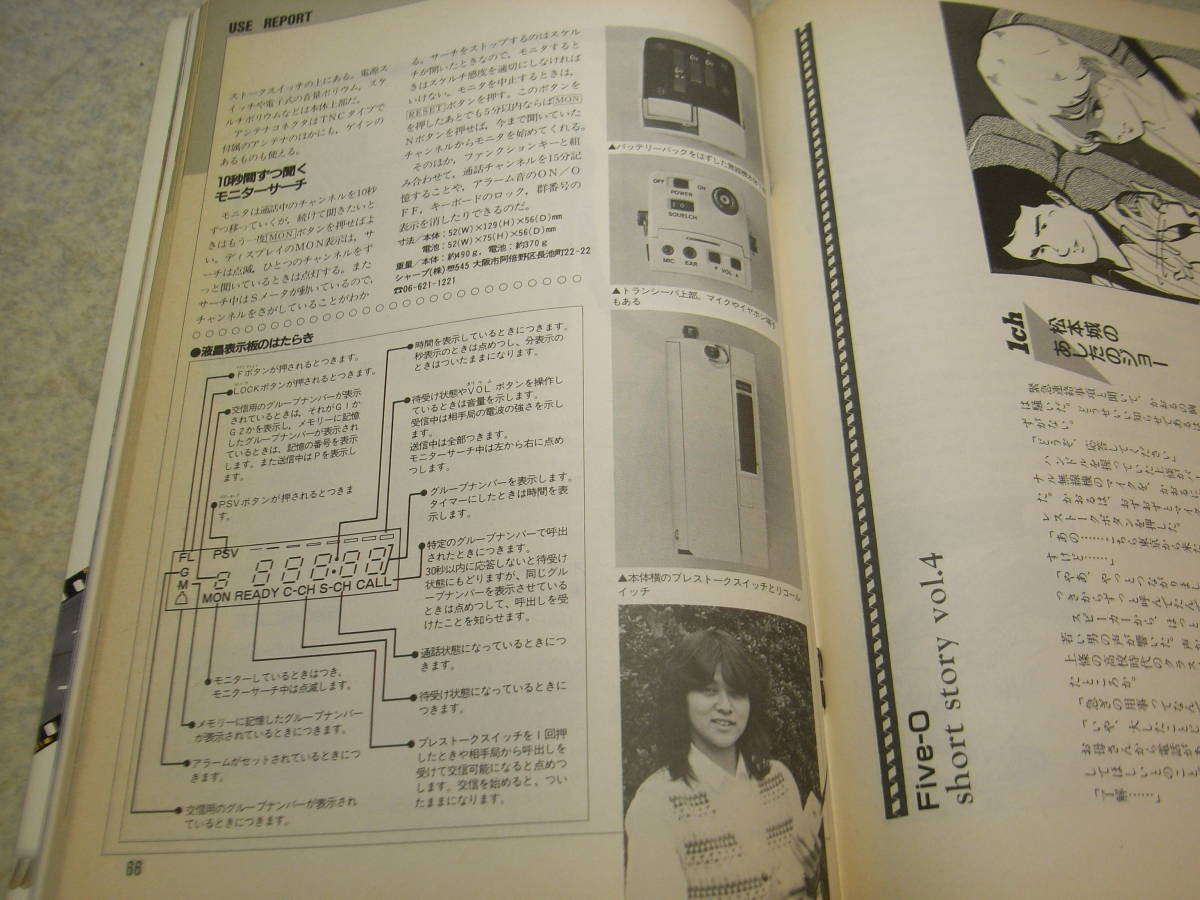 USE REPORT
ストークスイッチの上にある。電源ス
イッチや電子式の音量ボリウム，スケ
ルチボリウムなどは本体上部だ。
アンテナコネクタはTNCタイプで
付属のアンテナのほかにも，ゲインの
あるものも使える。
10秒間ずつ聞く
モニターサーチ
モニタは通話中のチャンネルを10秒
ずつ移っていくが，続けて聞きたいと
きはもう一度MONボタンを押せばよ
い。ディスプレイのMON表示は，サ
ーチは点滅，ひとつのチャンネルをず
っと聞いているときは点灯する。また
サーチ中はSメータが動いているので，
チャンネルをさがしていることがわか
る。サーチをストップするのはスケル
チが開いたときなので，モニタすると
きはスケルチ感度を適切にしなければ
いけない。モニタを中止するときは，
RESETボタンを押す。このボタンを
を押したあとでも5分以内ならばMON
Nボタンを押せば，今まで聞いていた
チャンネルからモニタを始めてくれる。
そのほか，ファンクションキーと組
み合わせて，通話チャンネルを15分記
憶することや，アラーム音のON／O
FF，キーボードのロック，群番号の
表示を消したりできるのだ。
寸法／本体：52(W)×129(H)×56(D)mm
電池：52(W)×75(H)×56(D)mm
重量／本体：約490g，電池：約370g
シャープ(株)〒545 大阪市阿倍野区長池町22-22
☎06-621-1221
●液晶表示板のはたらき
Fボタンが押されるとつきます。
LOCKボタンが押されるとつきます。
交信用のグループナンバーが表示
されているときは，それがG1か
G2かを表示し，メモリーに記憶
したグループナンバーが表示され
ているときは，記憶の番号を表示
します。また送信中はPを表示し
ます。
PSVボタンが押されるとつきま
す。
時間を表示しているときにつきます。
秒表示のときは点めつし，分表示の
ときはついたままになります。
待受け状態やVOLボタンを操作し
ているときは音量を示します。
受信中は相手局の電波の強さを示し
ます。
送信中は全部つきます。
モニターサーチ中は左から右に点め
つします。
グループナンバーを表示します。
タイマーにしたときは時間を表
示します。
特定のグループナンバーで呼出
されたときにつきます。
30秒以内に応答しないと待受け
状態にもどりますが，同じグル
ープナンバーを表示させている
ときは点めつして，呼出しを受
けたことを知らせます。
FL PSV
G
M
MON READY C-CH S-CH CALL
通話状態になっているときにつ
きます。
待受け状態になっているときに
つきます。
プレストークスイッチを1回押
したときや相手局から呼出しを
受けて交信可能になると点めつ
します。交信を始めると，つい
たままになります。
モニターしているときはつき，
モニターサーチ中は点滅します。
メモリーに記憶したグループナンバー
が表示されているときにつきます。
アラームがセットされているときにつ
きます。
交信用のグループナンバーが表示され
ているときにつきます。
▲バッテリーパックをはずした
OFF ON
POWER
SQUELCH
MIC EAR ▼ VOL ▲
▲トランシーバ上部。マイクやイヤホン端子
もある
▲本体横のプレストークスイッチとリコール
イッチ
88
Five-O
short story vol.4
1ch
松本城の
あしたのジョー
すがない。
「どうぞ，応答してください」
レストークボタンを押した。
すけど……」
たところか。
「了解……」